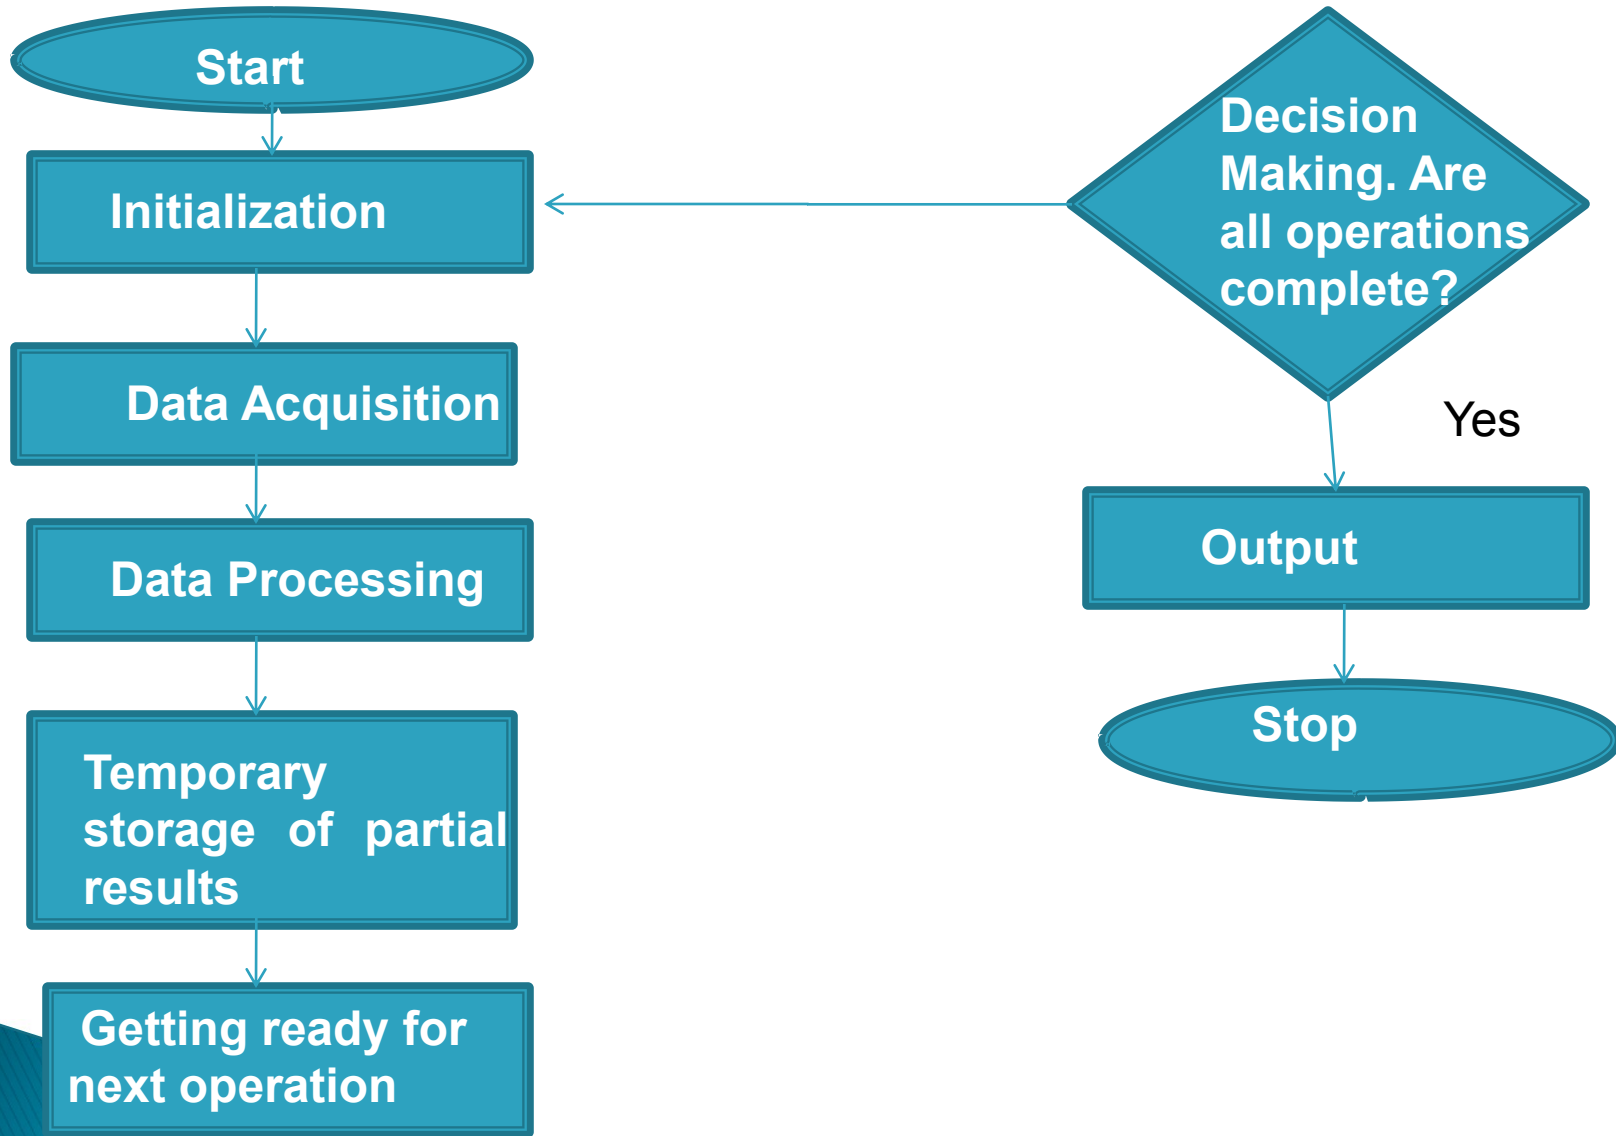 Start
Initialization
Data Acquisition
Data Processing
Temporary
storage of partial
results
Getting ready for
next operation
Decision
Making. Are
all operations
complete?
Yes
Output
Stop